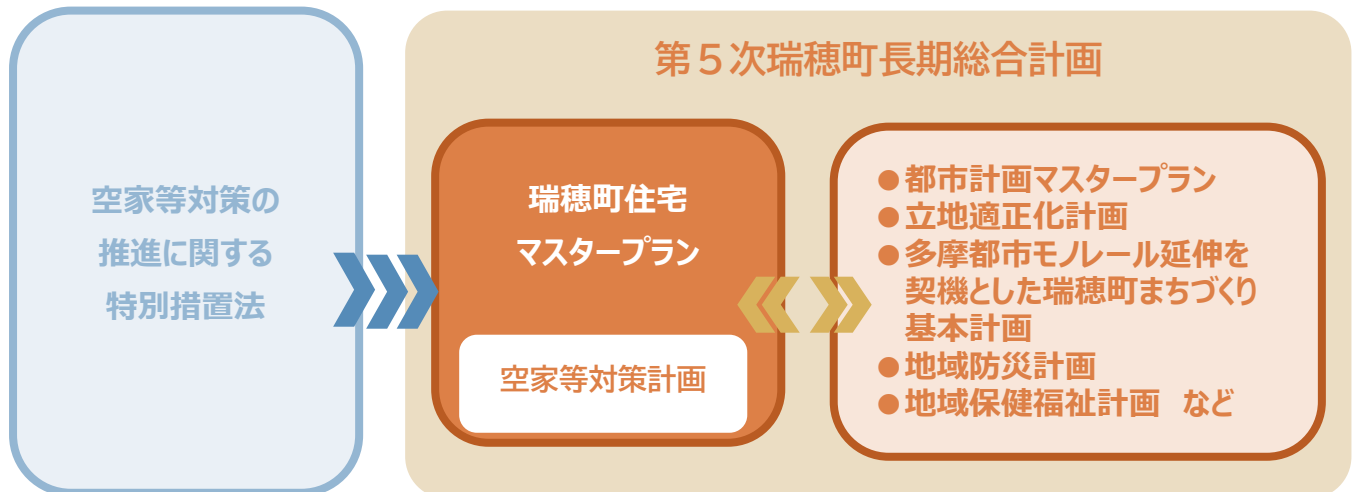 空家等対策の
推進に関する
特別措置法
第５次瑞穂町長期総合計画
瑞穂町住宅
マスタープラン
空家等対策計画
●都市計画マスタープラン
●立地適正化計画
●多摩都市モノレール延伸を
契機とした瑞穂町まちづくり
基本計画
●地域防災計画
●地域保健福祉計画　など